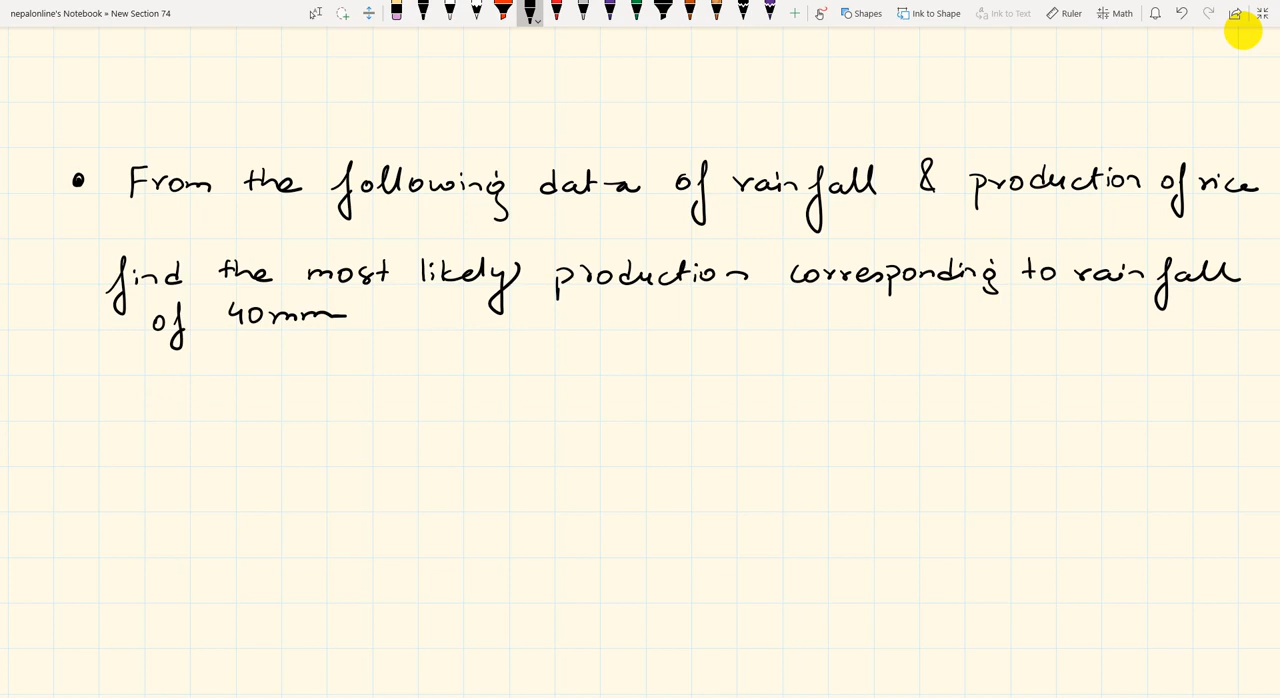 nepalonline's Notebook » New Section 74
Shapes Ink to Shape Ink to Text Ruler Math
• From the following data of rainfall & production of rice
find the most likely production corresponding to rainfall
of 40mm